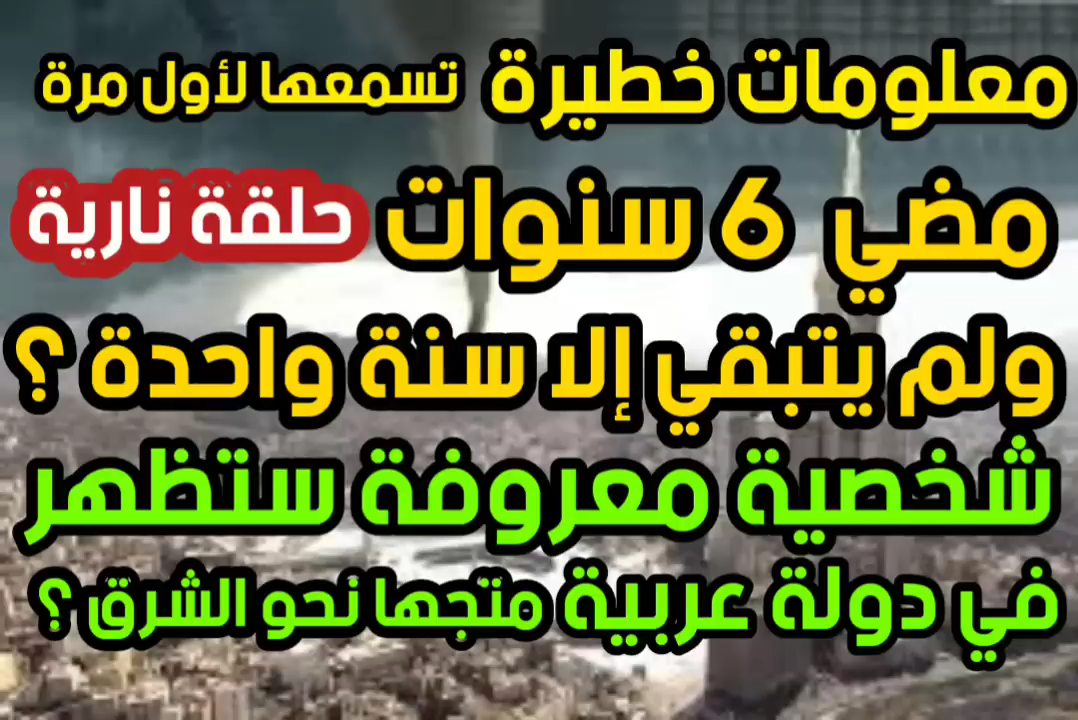 معلومات خطيرة تسمعها لأول مرة
مضي 6 سنوات حلقة نارية
ولم يتبقي إلا سنة واحدة ؟
شخصية معروفة ستظهر
في دولة عربية متجها نحو الشرق ؟